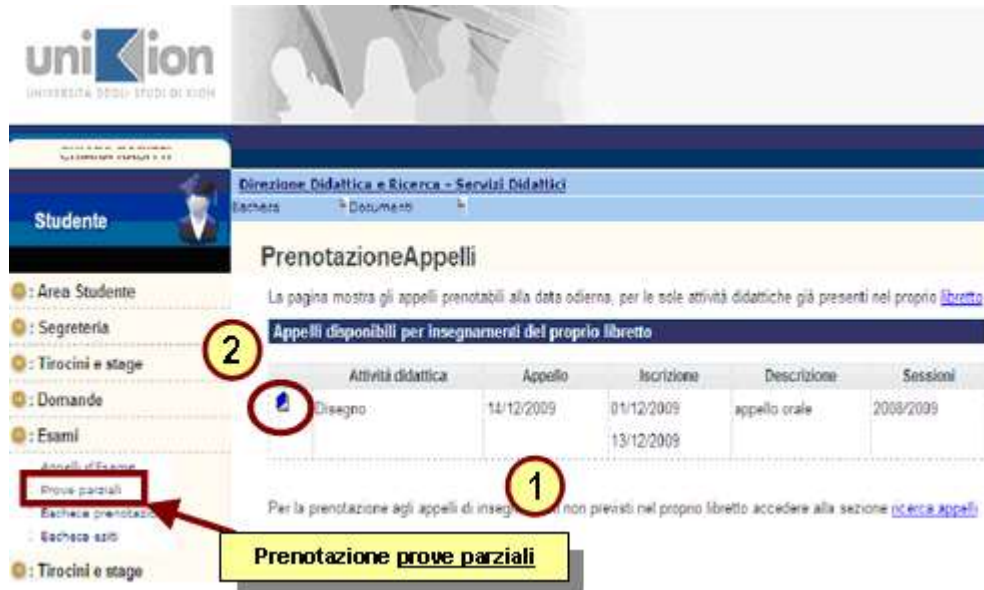 uniKion
UNIVERSITÀ DEGLI STUDI DI KION
Studente
: Area Studente
: Segreteria
: Tirocini e stage
: Domande
: Esami
Appelli d'Esame
Prove parziali
Bacheca prenotazioni
Bacheca esiti
: Tirocini e stage
Direzione Didattica e Ricerca - Servizi Didattici
Bacheca Documenti
PrenotazioneAppelli
La pagina mostra gli appelli prenotabili alla data odierna, per le sole attività didattiche già presenti nel proprio libretto
Appelli disponibili per insegnamenti del proprio libretto
2
Attività didattica Appello Iscrizione Descrizione Sessioni
Disegno 14/12/2009 01/12/2009 appello orale 2008/2009
13/12/2009
1
Per la prenotazione agli appelli di non previsti nel proprio libretto accedere alla sezione ricerca appelli
Prenotazione prove parziali